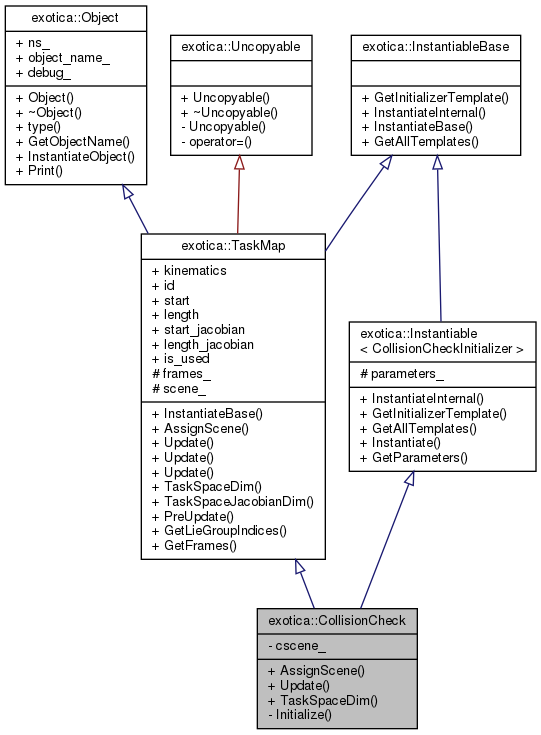 exotica::Object
+ ns_
+ object_name_
+ debug_
+ Object()
+ ~Object()
+ type()
+ GetObjectName()
+ InstantiateObject()
+ Print()
exotica::Uncopyable
+ Uncopyable()
+ ~Uncopyable()
- Uncopyable()
- operator=()
exotica::InstantiableBase
+ GetInitializerTemplate()
+ InstantiateInternal()
+ InstantiateBase()
+ GetAllTemplates()
exotica::TaskMap
+ kinematics
+ id
+ start
+ length
+ start_jacobian
+ length_jacobian
+ is_used
# frames_
# scene_
+ InstantiateBase()
+ AssignScene()
+ Update()
+ Update()
+ Update()
+ TaskSpaceDim()
+ TaskSpaceJacobianDim()
+ PreUpdate()
+ GetLieGroupIndices()
+ GetFrames()
exotica::Instantiable
< CollisionCheckInitializer >
# parameters_
+ InstantiateInternal()
+ GetInitializerTemplate()
+ GetAllTemplates()
+ Instantiate()
+ GetParameters()
exotica::CollisionCheck
- cscene_
+ AssignScene()
+ Update()
+ TaskSpaceDim()
- Initialize()